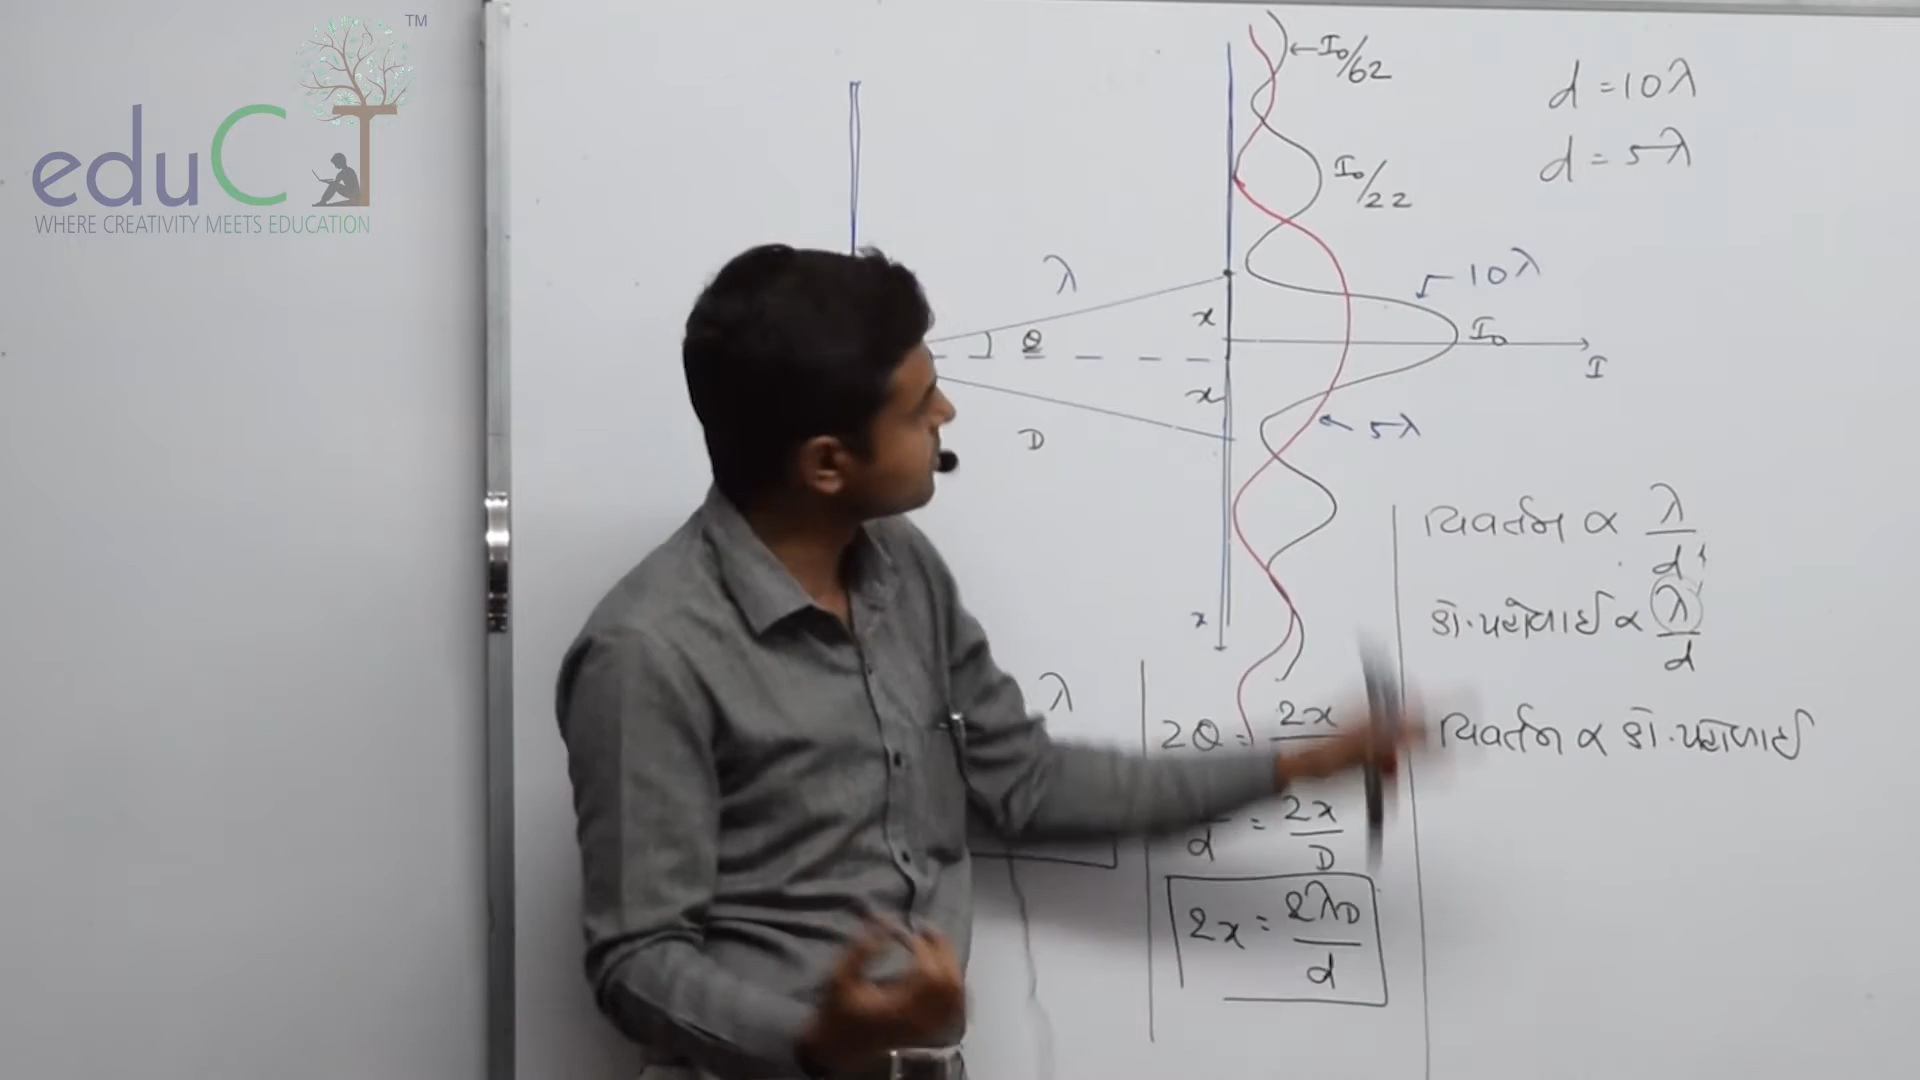 TM
eduCT
WHERE CREATIVITY MEETS EDUCATION
I₀/62
d = 10λ
I₀/22
d = 5λ
λ
10λ
x
θ
I₀
I
x
D
5λ
વિવર્તન ∝ λ/d
x
કો. પહોળાઈ ∝ λ/d
λ
2θ = 2x
વિવર્તન ∝ કો. પહોળાઈ
d = 2x/D
2x = 2λD/d